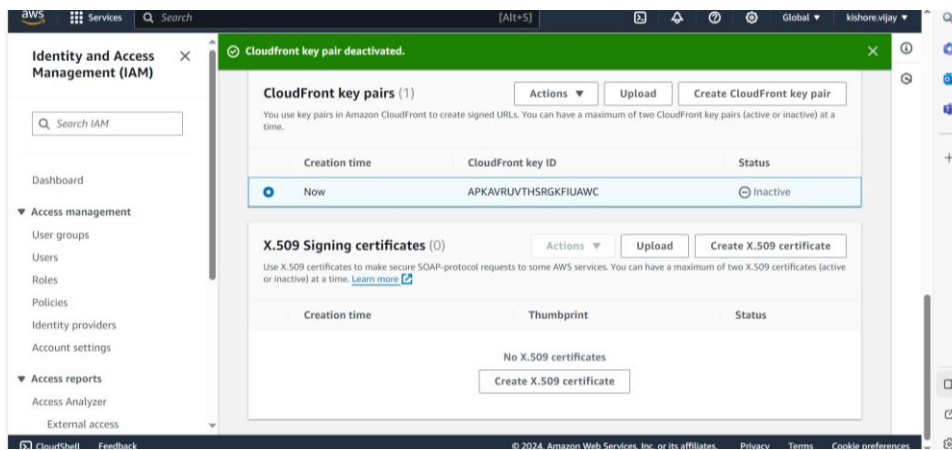 aws
Services
Search
[Alt+S]
Global
kishore.vijay
Identity and Access
Management (IAM)
Search IAM
Dashboard
Access management
User groups
Users
Roles
Policies
Identity providers
Account settings
Access reports
Access Analyzer
External access
Cloudfront key pair deactivated.
CloudFront key pairs (1)
Actions
Upload
Create CloudFront key pair
You use key pairs in Amazon CloudFront to create signed URLs. You can have a maximum of two CloudFront key pairs (active or inactive) at a
time.
Creation time CloudFront key ID Status
Now APKAVRUVTHSRGKFIUAWC Inactive
X.509 Signing certificates (0)
Actions
Upload
Create X.509 certificate
Use X.509 certificates to make secure SOAP-protocol requests to some AWS services. You can have a maximum of two X.509 certificates (active
or inactive) at a time. Learn more
Creation time Thumbprint Status
No X.509 certificates
Create X.509 certificate
CloudShell Feedback
© 2024, Amazon Web Services, Inc. or its affiliates. Privacy Terms Cookie preferences